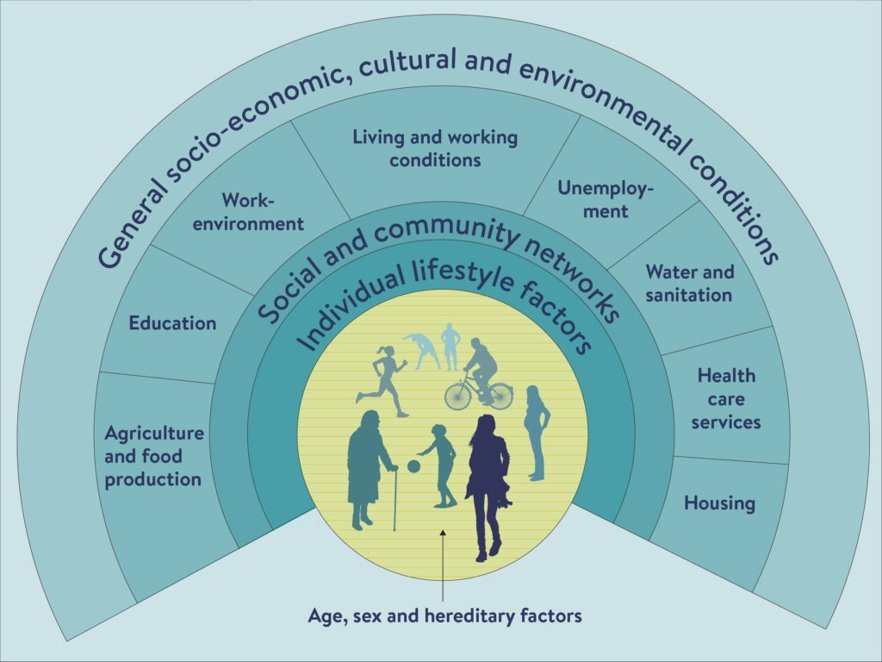 General socio-economic, cultural and environmental conditions
Living and working
conditions
Work-
environment
Unemploy-
ment
Education
Water and
sanitation
Agriculture
and food
production
Health
care
services
Housing
Social and community networks
Individual lifestyle factors
Age, sex and hereditary factors